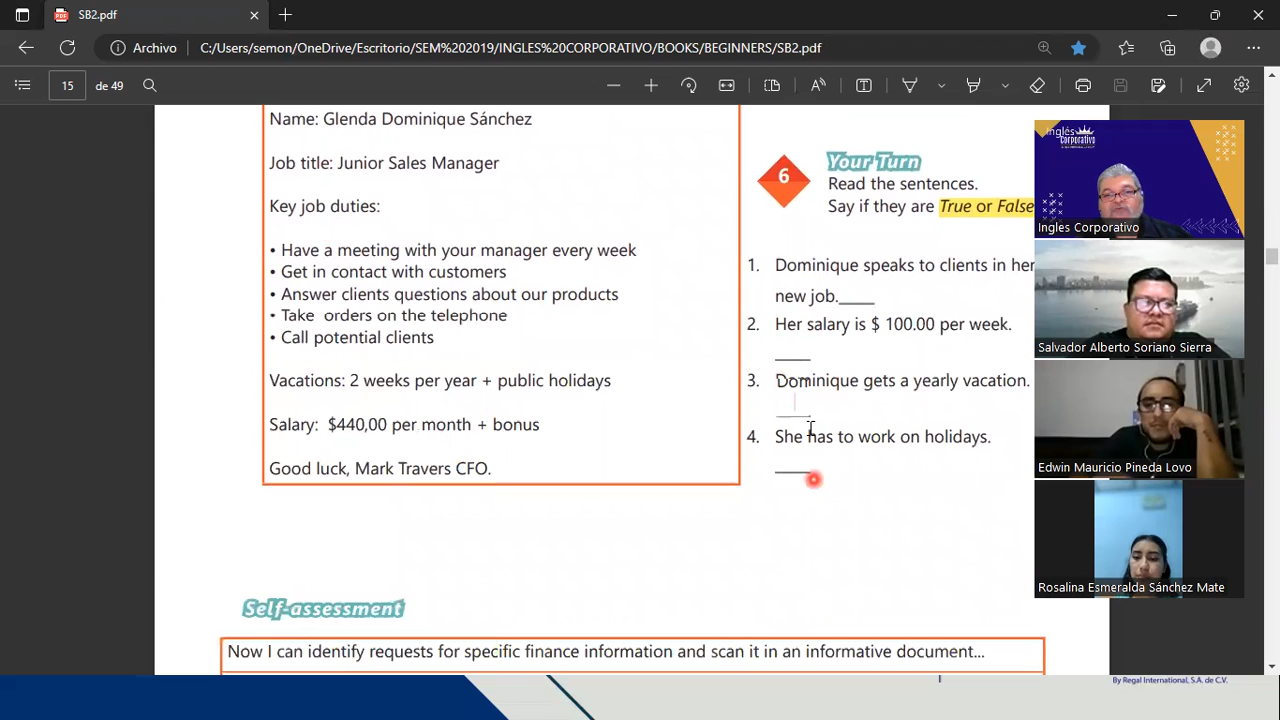 SB2.pdf
Archivo
C:/Users/semon/OneDrive/Escritorio/SEM%202019/INGLES%20CORPORATIVO/BOOKS/BEGINNERS/SB2.pdf
15
de 49
Name: Glenda Dominique Sánchez
Job title: Junior Sales Manager
Key job duties:
• Have a meeting with your manager every week
• Get in contact with customers
• Answer clients questions about our products
• Take orders on the telephone
• Call potential clients
Vacations: 2 weeks per year + public holidays
Salary: $440,00 per month + bonus
Good luck, Mark Travers CFO.
6
Your Turn
Read the sentences.
Say if they are True or False
1. Dominique speaks to clients in her
new job.____
2. Her salary is $ 100.00 per week.
____
3. Dominique gets a yearly vacation.
____
4. She has to work on holidays.
____
Self-assessment
Now I can identify requests for specific finance information and scan it in an informative document...
Inglés
Corporativo
Ingles Corporativo
Salvador Alberto Soriano Sierra
Edwin Mauricio Pineda Lovo
Rosalina Esmeralda Sánchez Mate
By Regal International, S.A. de C.V.